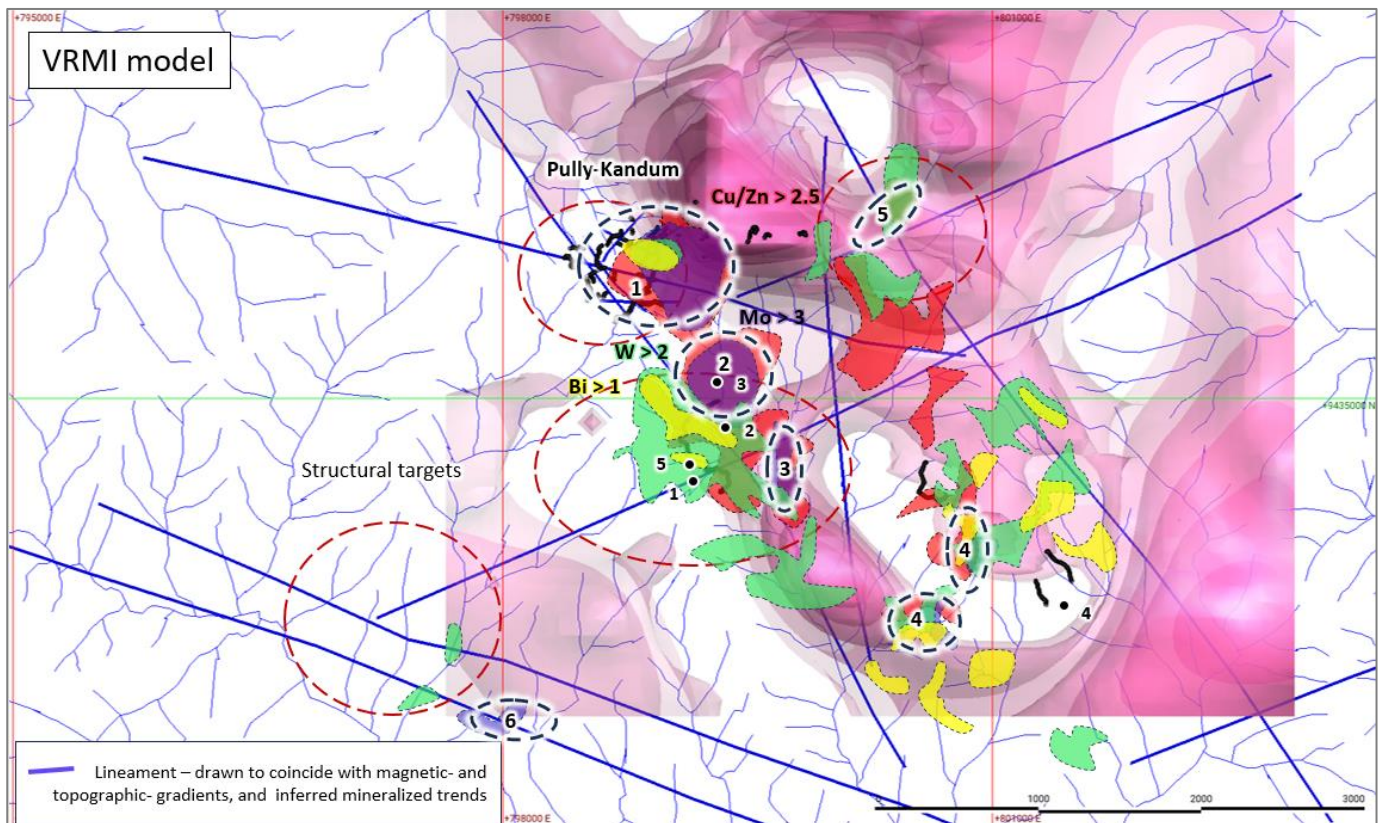 +795000 E
+798000 E
+801000 E
VRMI model
Pully-Kandum
Cu/Zn > 2.5
5
1
Mo > 3
W > 2
2
3
Bi > 1
+9435000 N
2
Structural targets
5
3
1
4
4
4
6
Lineament – drawn to coincide with magnetic- and
topographic- gradients, and inferred mineralized trends
1000
2000
3000
+798000 E
+801000 E